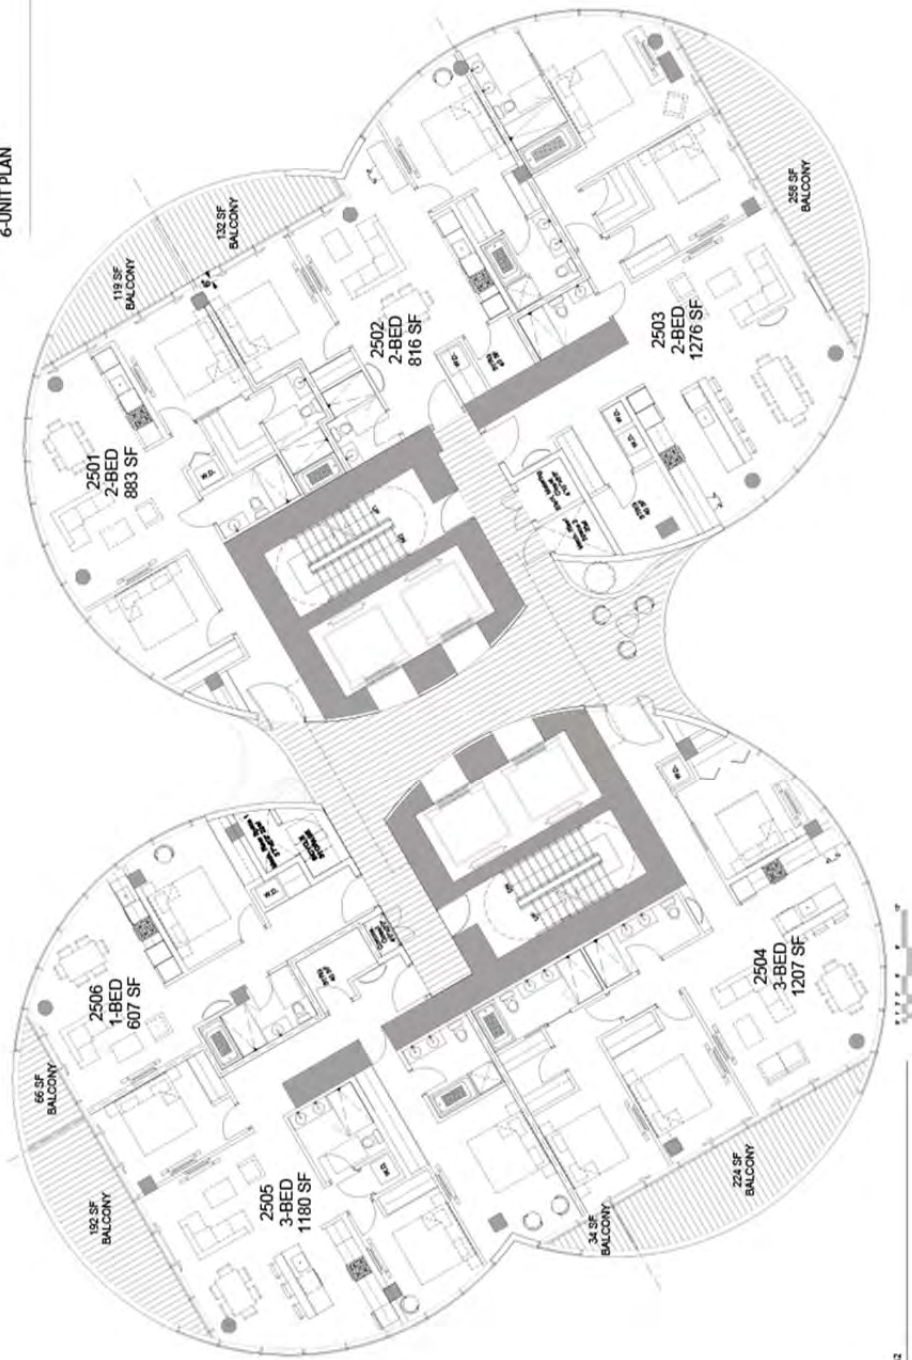 6-UNIT PLAN
119 SF
BALCONY
132 SF
BALCONY
256 SF
BALCONY
2501
2-BED
883 SF
2502
2-BED
816 SF
2503
2-BED
1276 SF
W.D.
W.D.
W.D.
W.D.
UP
2506
1-BED
607 SF
W.D.
66 SF
BALCONY
192 SF
BALCONY
2505
3-BED
1180 SF
W.D.
34 SF
BALCONY
224 SF
BALCONY
2504
3-BED
1207 SF
W.D.